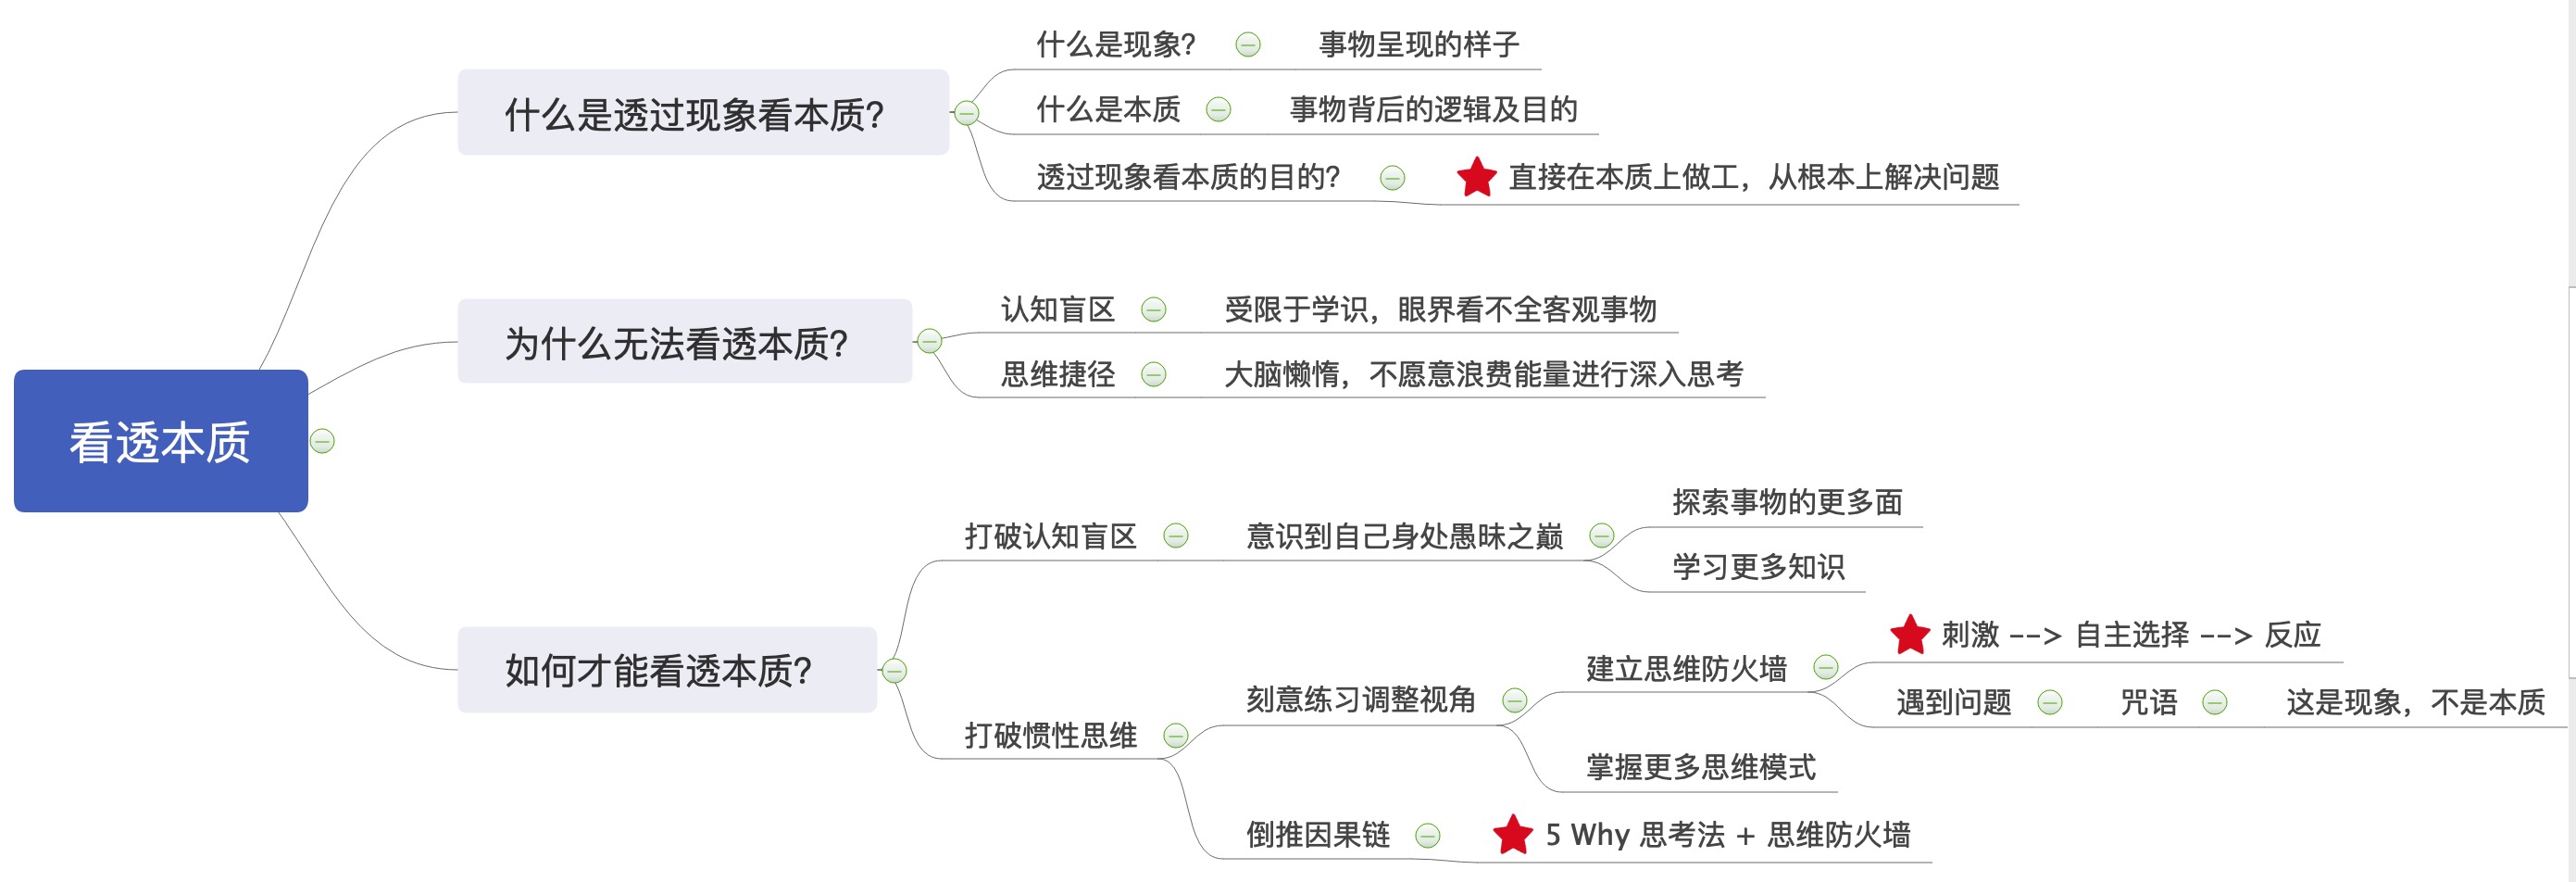 看透本质
什么是透过现象看本质?
什么是现象?
事物呈现的样子
什么是本质
事物背后的逻辑及目的
透过现象看本质的目的?
直接在本质上做工，从根本上解决问题
为什么无法看透本质?
认知盲区
受限于学识，眼界看不全客观事物
思维捷径
大脑懒惰，不愿意浪费能量进行深入思考
如何才能看透本质?
打破认知盲区
意识到自己身处愚昧之巅
探索事物的更多面
学习更多知识
打破惯性思维
刻意练习调整视角
建立思维防火墙
刺激 --> 自主选择 --> 反应
遇到问题
咒语
这是现象，不是本质
掌握更多思维模式
倒推因果链
5 Why 思考法 + 思维防火墙